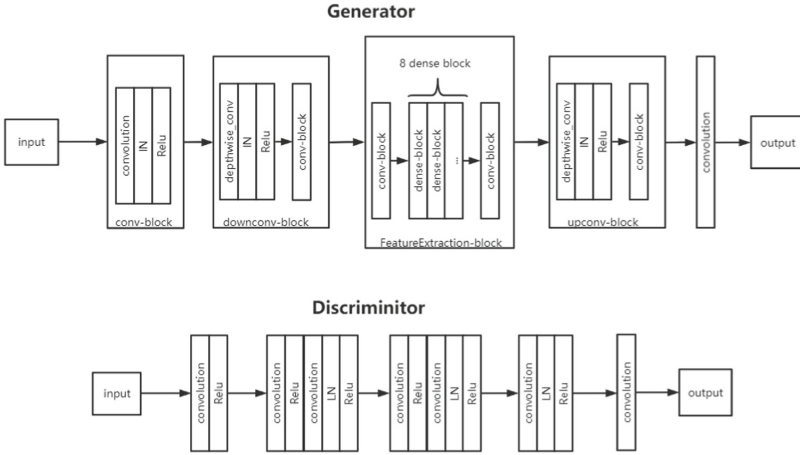 Generator
input
convolution
IN
Relu
conv-block
depthwise_conv
IN
Relu
conv-block
downconv-block
8 dense block
conv-block
dense-block
dense-block
...
conv-block
FeatureExtraction-block
depthwise_conv
IN
Relu
conv-block
upconv-block
convolution
output
Discriminitor
input
convolution
Relu
convolution
Relu
convolution
LN
Relu
convolution
Relu
convolution
LN
Relu
convolution
LN
Relu
convolution
output